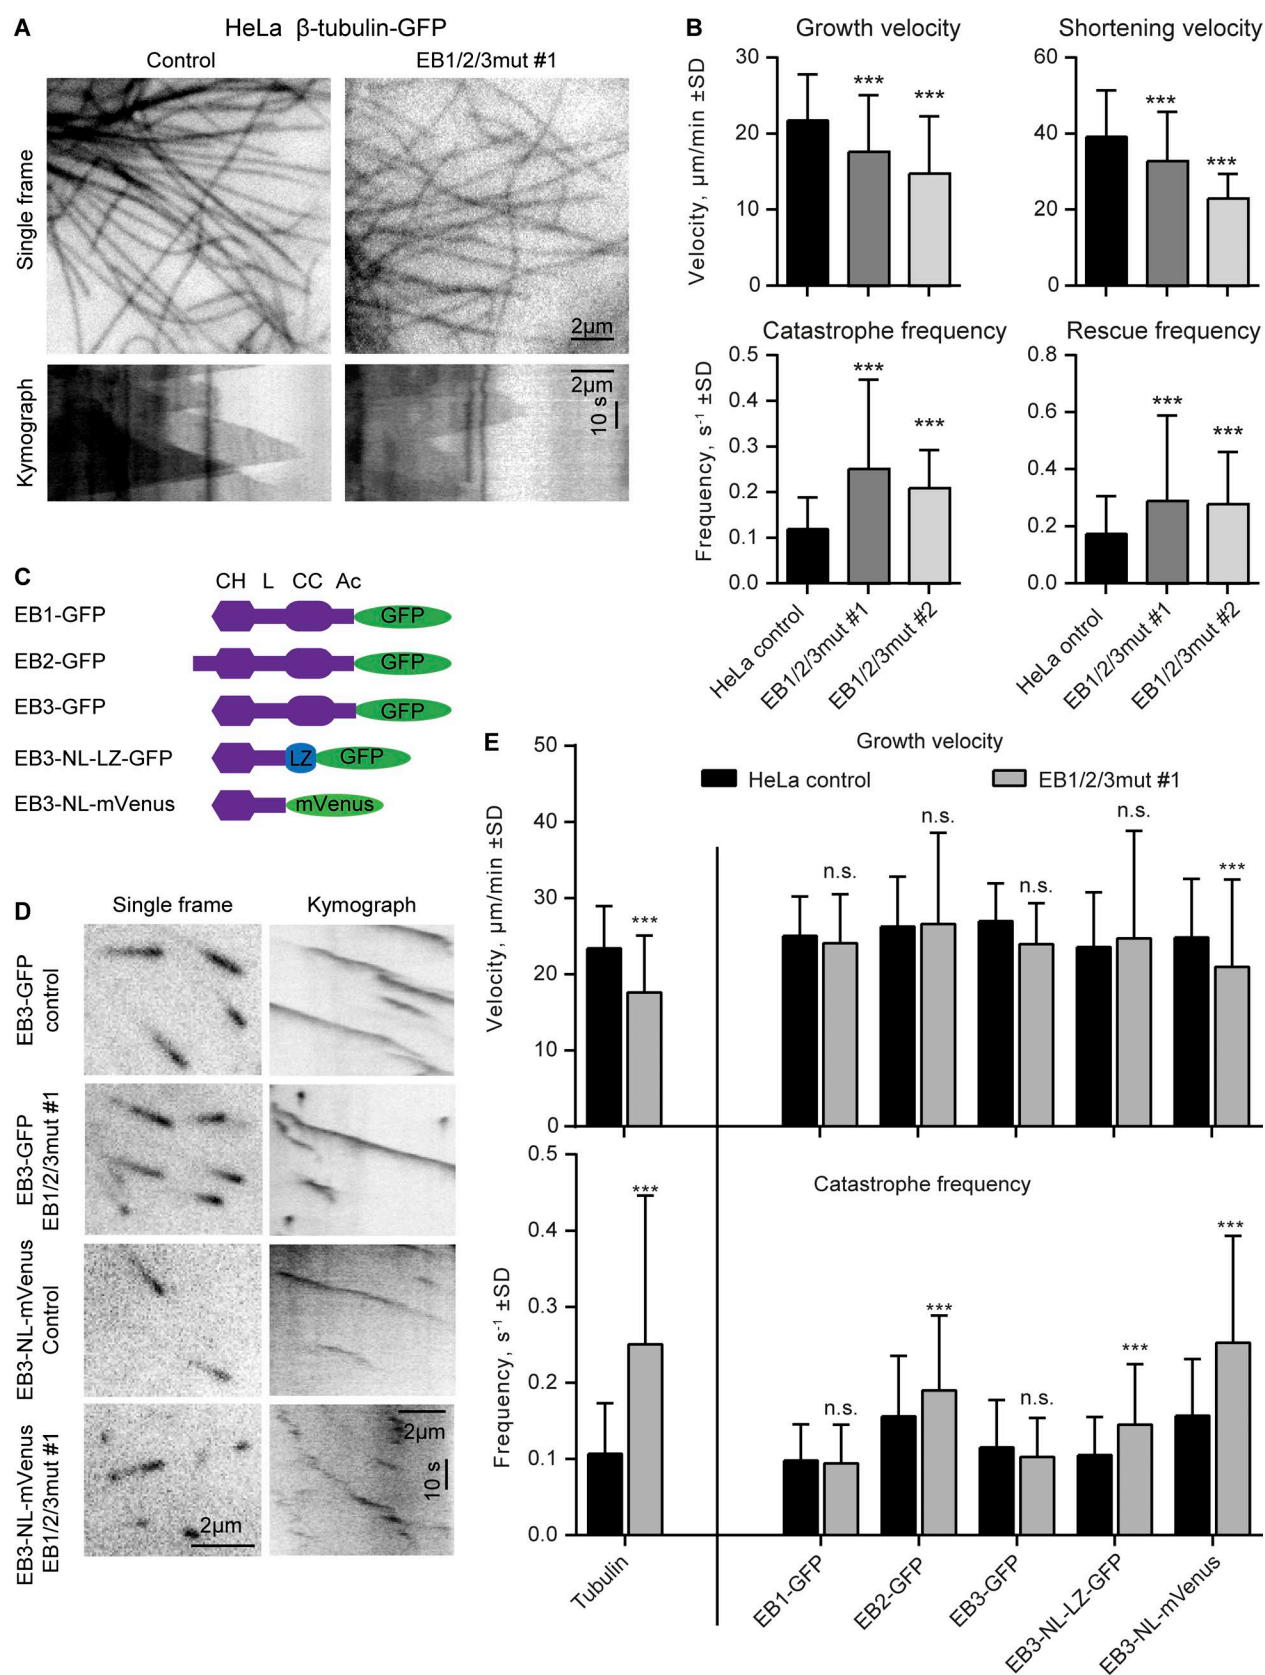 A
HeLa β-tubulin-GFP
Control
EB1/2/3mut #1
Single frame
2µm
Kymograph
2µm
10 s
B
Growth velocity
Shortening velocity
Velocity, µm/min ±SD
30
20
10
0
***
***
60
40
20
0
***
***
Catastrophe frequency
Rescue frequency
Frequency, s⁻¹ ±SD
0.5
0.4
0.3
0.2
0.1
0.0
***
***
0.8
0.6
0.4
0.2
0.0
***
***
HeLa control
EB1/2/3mut #1
EB1/2/3mut #2
HeLa ontrol
EB1/2/3mut #1
EB1/2/3mut #2
C
CH L CC Ac
EB1-GFP GFP
EB2-GFP GFP
EB3-GFP GFP
EB3-NL-LZ-GFP LZ GFP
EB3-NL-mVenus mVenus
D
Single frame
Kymograph
EB3-GFP
control
EB3-GFP
EB1/2/3mut #1
EB3-NL-mVenus
Control
EB3-NL-mVenus
EB1/2/3mut #1
2µm
2µm
10 s
E
Growth velocity
HeLa control
EB1/2/3mut #1
Velocity, µm/min ±SD
50
40
30
20
10
0
***
n.s.
n.s.
n.s.
n.s.
***
Catastrophe frequency
Frequency, s⁻¹ ±SD
0.5
0.4
0.3
0.2
0.1
0.0
***
n.s.
***
n.s.
***
***
Tubulin
EB1-GFP
EB2-GFP
EB3-GFP
EB3-NL-LZ-GFP
EB3-NL-mVenus